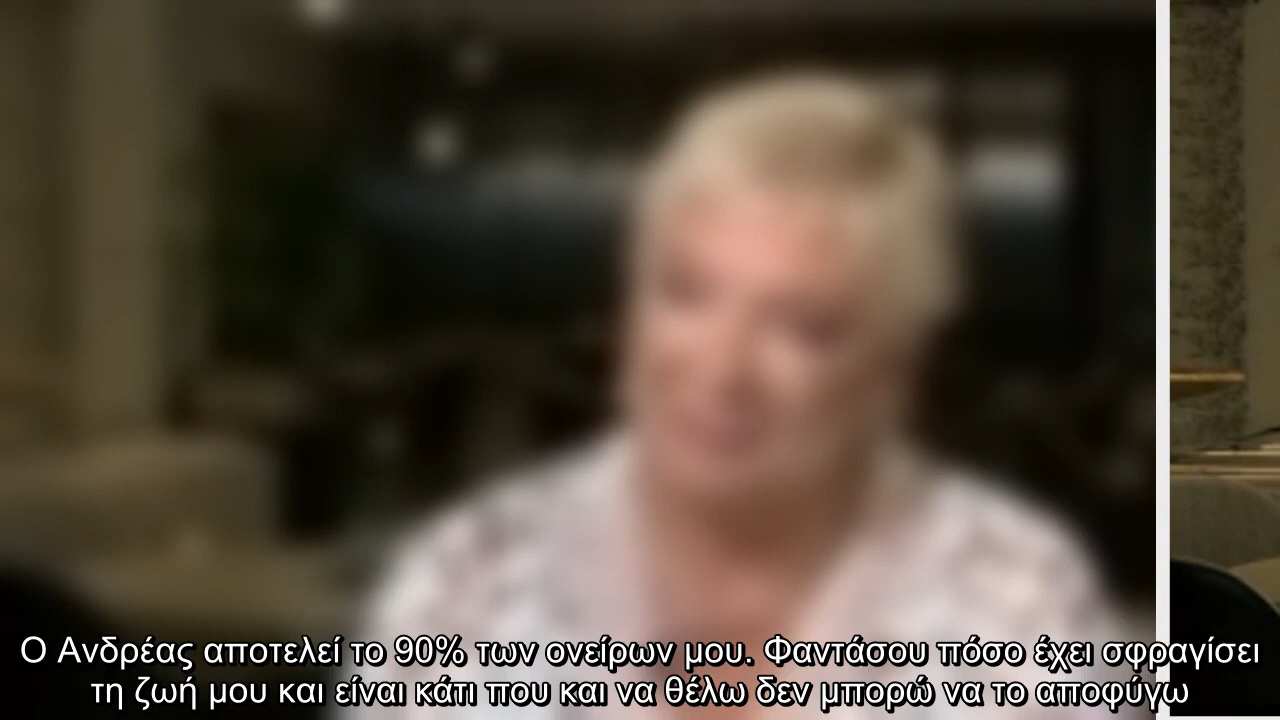 Ο Ανδρέας αποτελεί το 90% των ονείρων μου. Φαντάσου πόσο έχει σφραγίσει
τη ζωή μου και είναι κάτι που και να θέλω δεν μπορώ να το αποφύγω